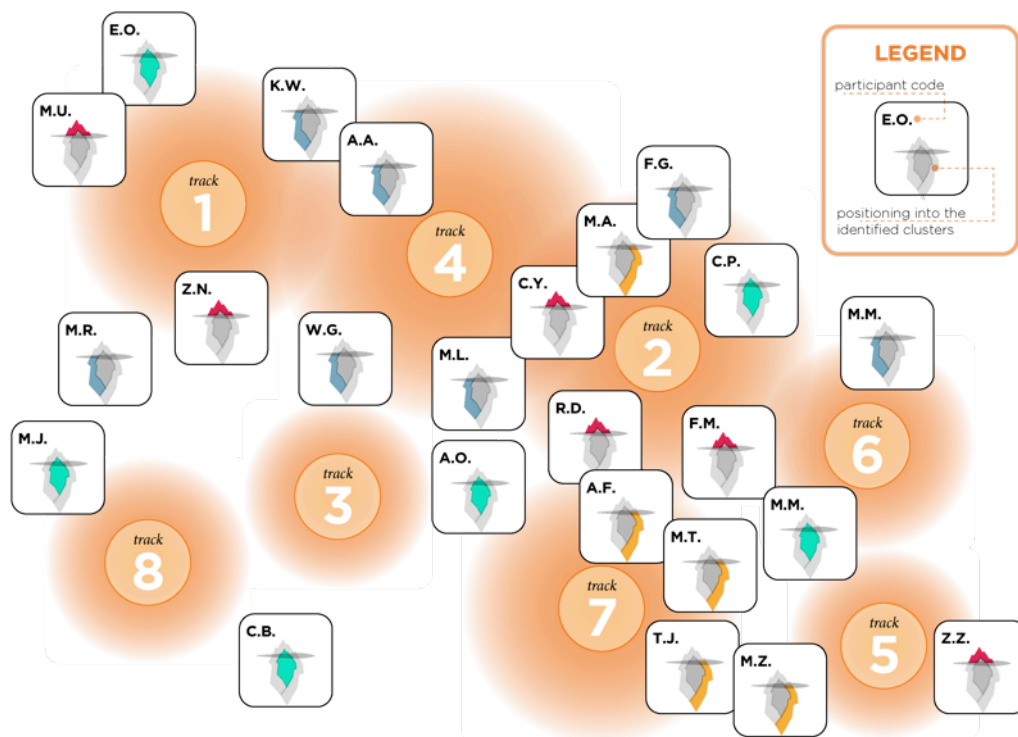 E.O.
LEGEND
K.W.
participant code
M.U.
A.A.
E.O.
F.G.
track
1
M.A.
track
4
positioning into the
identified clusters
C.P.
C.Y.
Z.N.
M.M.
track
2
M.R.
W.G.
M.L.
R.D.
F.M.
track
6
M.J.
A.O.
track
3
A.F.
M.M.
track
8
M.T.
track
7
C.B.
T.J.
track
5
Z.Z.
M.Z.